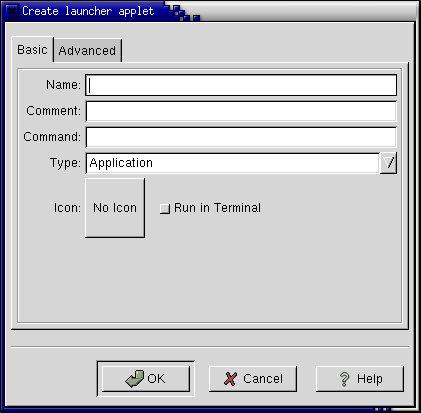 Create launcher applet
Basic Advanced
Name:
Comment:
Command:
Type: Application
Icon: No Icon Run in Terminal
OK Cancel Help